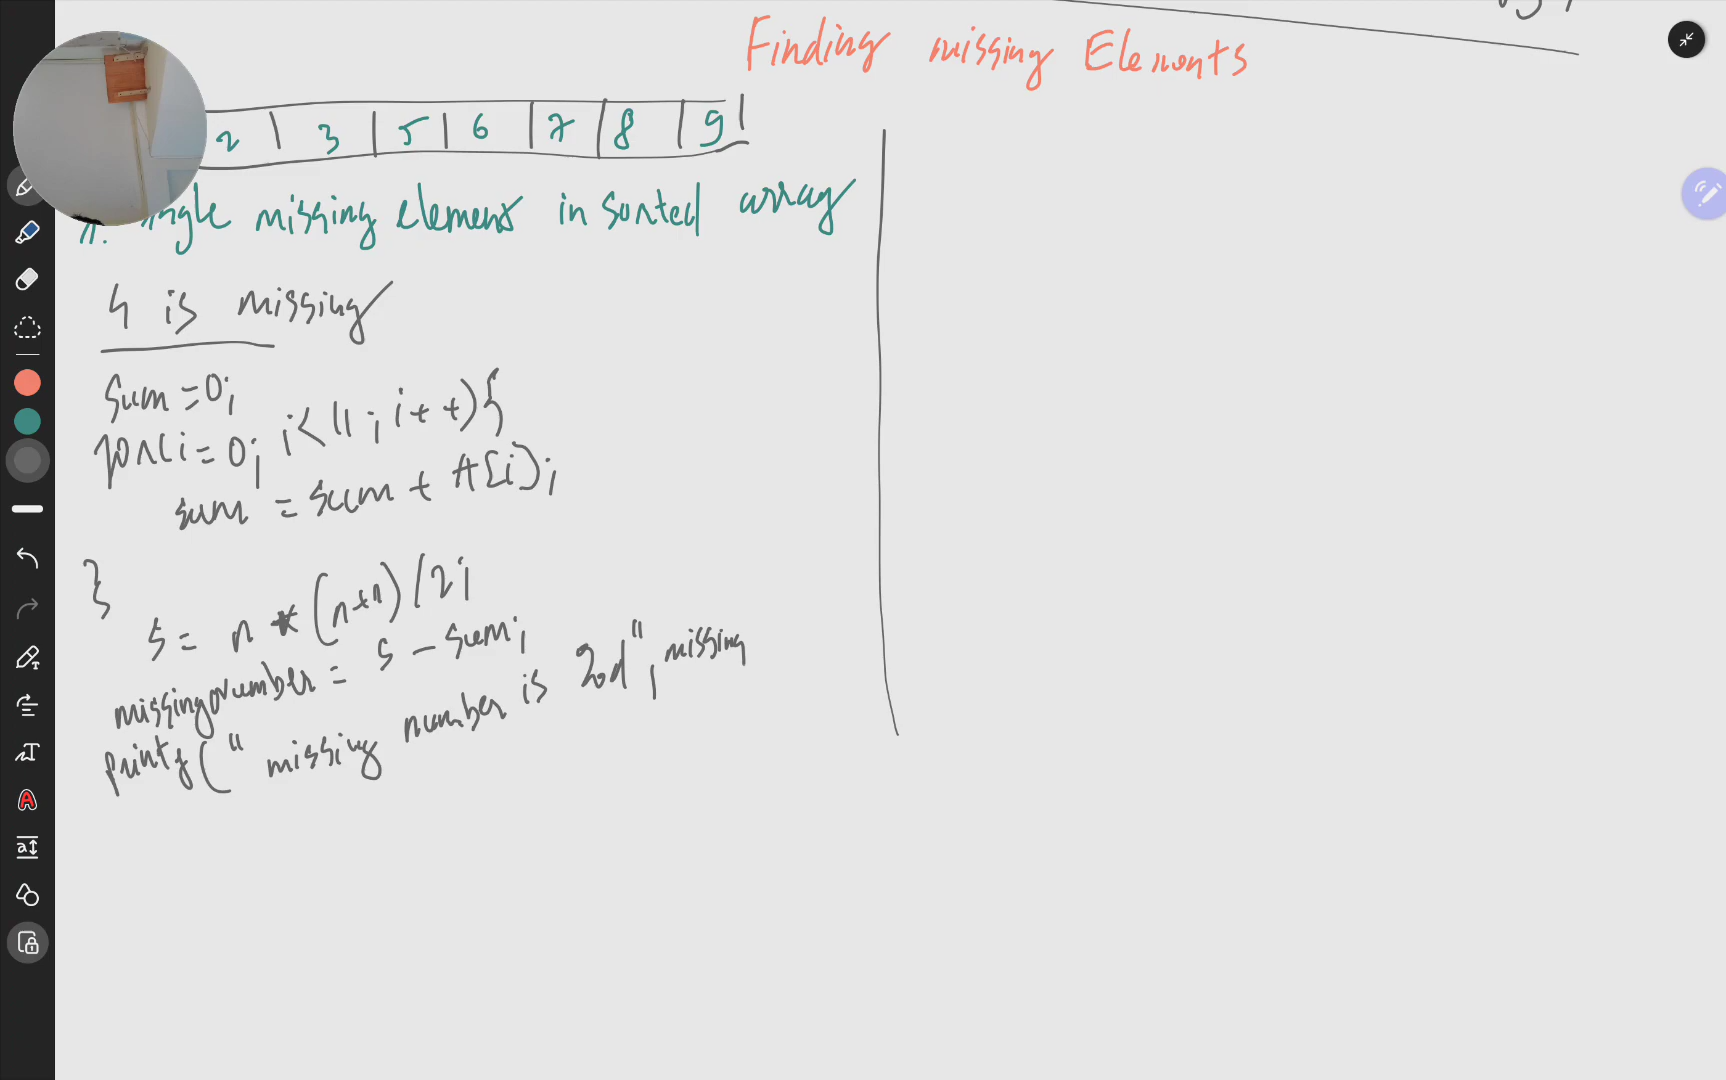 Finding missing Elements
2 | 3 | 5 | 6 | 7 | 8 | 9 |
missing element in sorted array
4 is missing
sum = 0;
for(i = 0; i < 11; i++){
sum = sum + A[i];
}
s = n * (n+1) / 2;
missingNumber = s - sum;
printf(" missing number is %d", missing